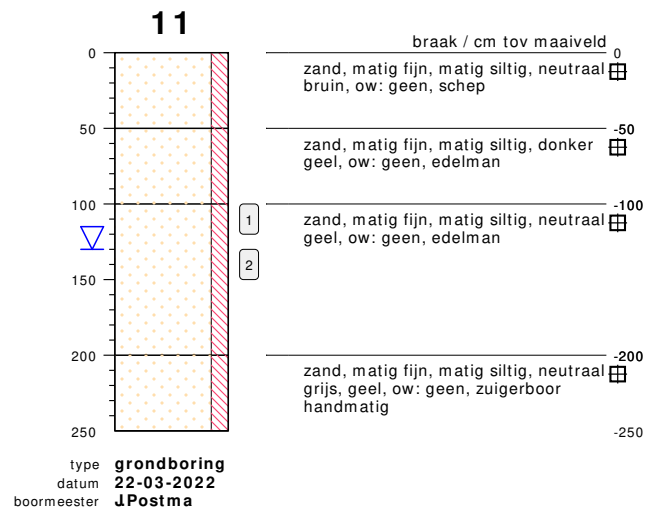 11
braak / cm tov maaiveld
0
0
zand, matig fijn, matig siltig, neutraal
bruin, ow: geen, schep
50
-50
zand, matig fijn, matig siltig, donker
geel, ow: geen, edelman
100
-100
1
zand, matig fijn, matig siltig, neutraal
geel, ow: geen, edelman
2
150
200
-200
zand, matig fijn, matig siltig, neutraal
grijs, geel, ow: geen, zuigerboor
handmatig
250
-250
type grondboring
datum 22-03-2022
boormeester J.Postma